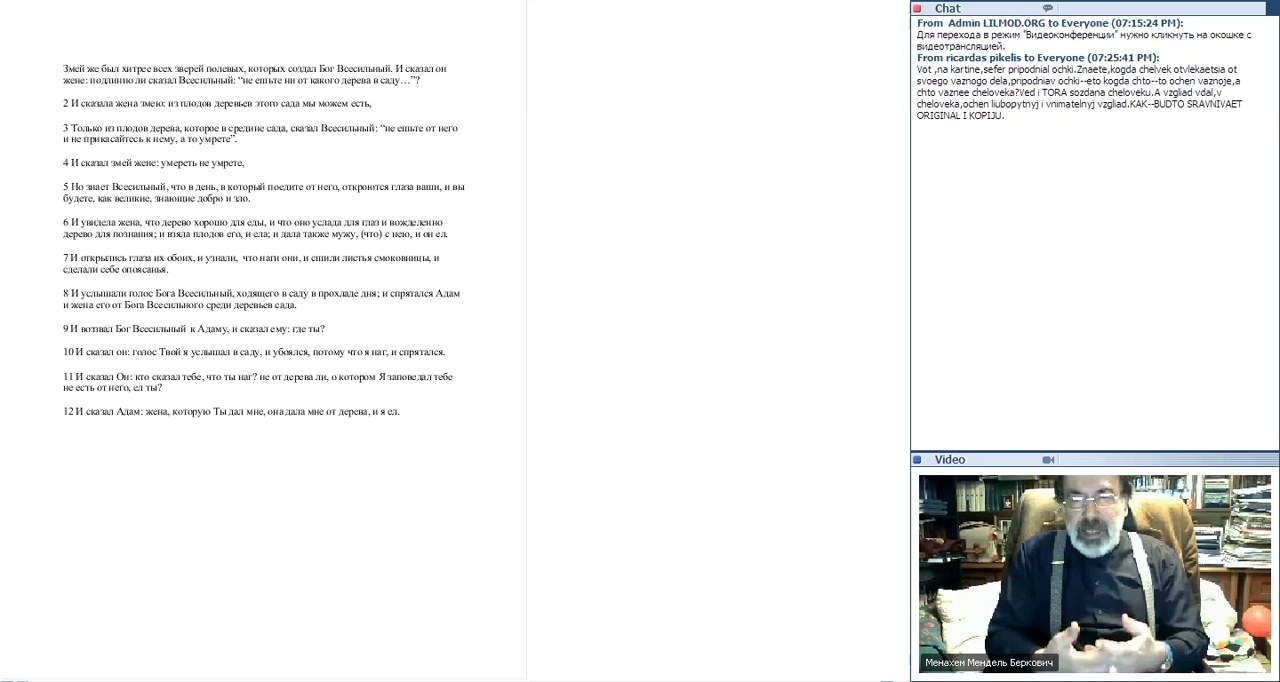 Змей же был хитрее всех зверей полевых, которых создал Бог Всесильный. И сказал он
жене: подлинно ли сказал Всесильный: “не ешьте ни от какого дерева в саду…”?
2 И сказала жена змею: из плодов деревьев этого сада мы можем есть,
3 Только из плодов дерева, которое в средине сада, сказал Всесильный: “не ешьте от него
и не прикасайтесь к нему, а то умрете”.
4 И сказал змей жене: умереть не умрете,
5 Но знает Всесильный, что в день, в который поедите от него, откроются глаза ваши, и вы
будете, как великие, знающие добро и зло.
6 И увидела жена, что дерево хорошо для еды, и что оно услада для глаз и вожделенно
дерево для познания; и взяла плодов его, и ела; и дала также мужу, (что) с нею, и он ел.
7 И открылись глаза их обоих, и узнали, что наги они, и сшили листья смоковницы, и
сделали себе опоясанья.
8 И услышали голос Бога Всесильный, ходящего в саду в прохладе дня; и спрятался Адам
и жена его от Бога Всесильного среди деревьев сада.
9 И воззвал Бог Всесильный к Адаму, и сказал ему: где ты?
10 И сказал он: голос Твой я услышал в саду, и убоялся, потому что я наг, и спрятался.
11 И сказал Он: кто сказал тебе, что ты наг? не от дерева ли, о котором Я заповедал тебе
не есть от него, ел ты?
12 И сказал Адам: жена, которую Ты дал мне, она дала мне от дерева, и я ел.
Chat
From Admin LILMOD.ORG to Everyone (07:15:24 PM):
Для перехода в режим "Видеоконференции" нужно кликнуть на окошке с
видеотрансляцией.
From ricardas pikelis to Everyone (07:25:41 PM):
Vot ,na kartine,sefer pripodnial ochki.Znaete,kogda chelvek otvlekaetsia ot
svoego vaznogo dela,pripodniav ochki--eto kogda chto--to ochen vaznoje,a
chto vaznee cheloveka?Ved i TORA sozdana cheloveku.A vzgliad vdal,v
cheloveka,ochen liubopytnyj i vnimatelnyj vzgliad.KAK--BUDTO SRAVNIVAET
ORIGINAL I KOPIJU.
Video
Менахем Мендель Беркович